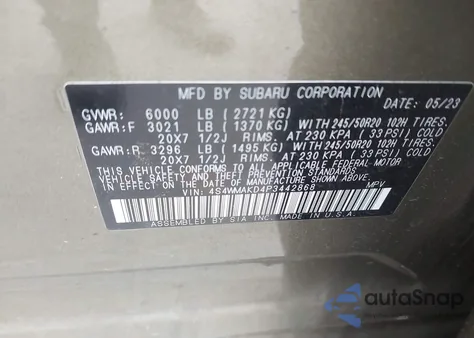 MFD BY SUBARU CORPORATION
DATE: 05/23
GVWR: 6000 LB (2721 KG)
GAWR: F 3021 LB (1370 KG) WITH 245/50R20 102H TIRES,
20X7 1/2J RIMS, AT 230 KPA (33 PSI) COLD
GAWR: R 3296 LB (1495 KG) WITH 245/50R20 102H TIRES,
20X7 1/2J RIMS, AT 230 KPA (33 PSI) COLD
THIS VEHICLE CONFORMS TO ALL APPLICABLE FEDERAL MOTOR
VEHICLE SAFETY STANDARDS IN EFFECT ON THE DATE OF
MANUFACTURE SHOWN ABOVE.
VIN: 4S4WMAKD4P3442868 MPV
ASSEMBLED BY SIA INC. MADE IN U.S.A.
autoSnap